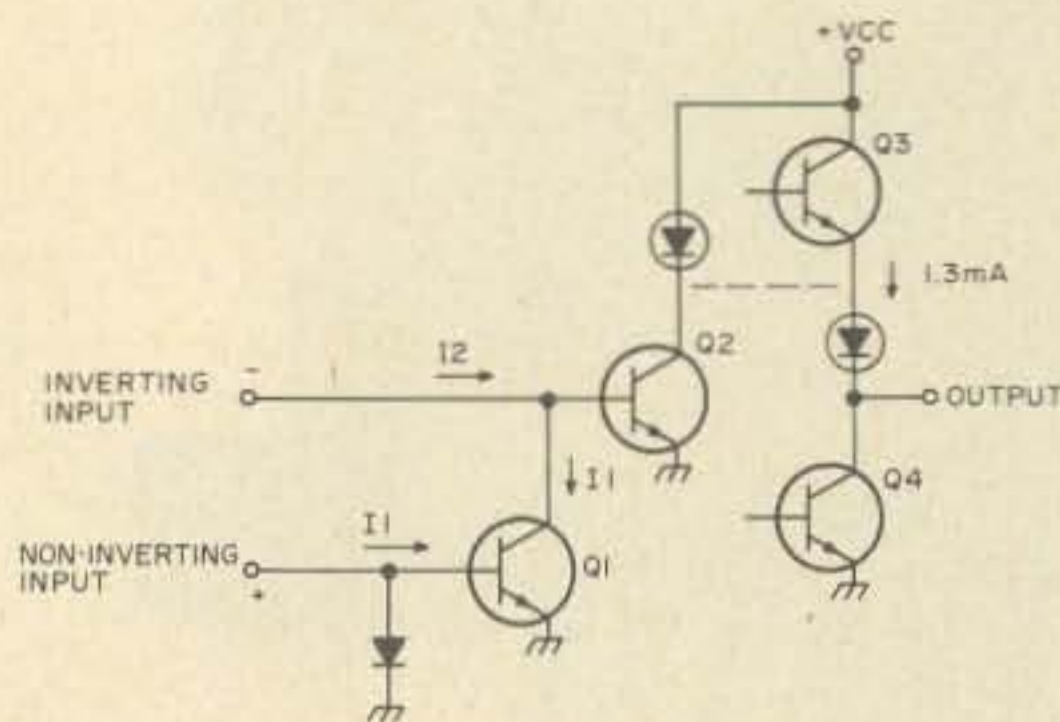 +VCC
Q3
1.3mA
I2
Q2
-
INVERTING
INPUT
OUTPUT
I1
Q4
I1
NON-INVERTING
INPUT
+
Q1